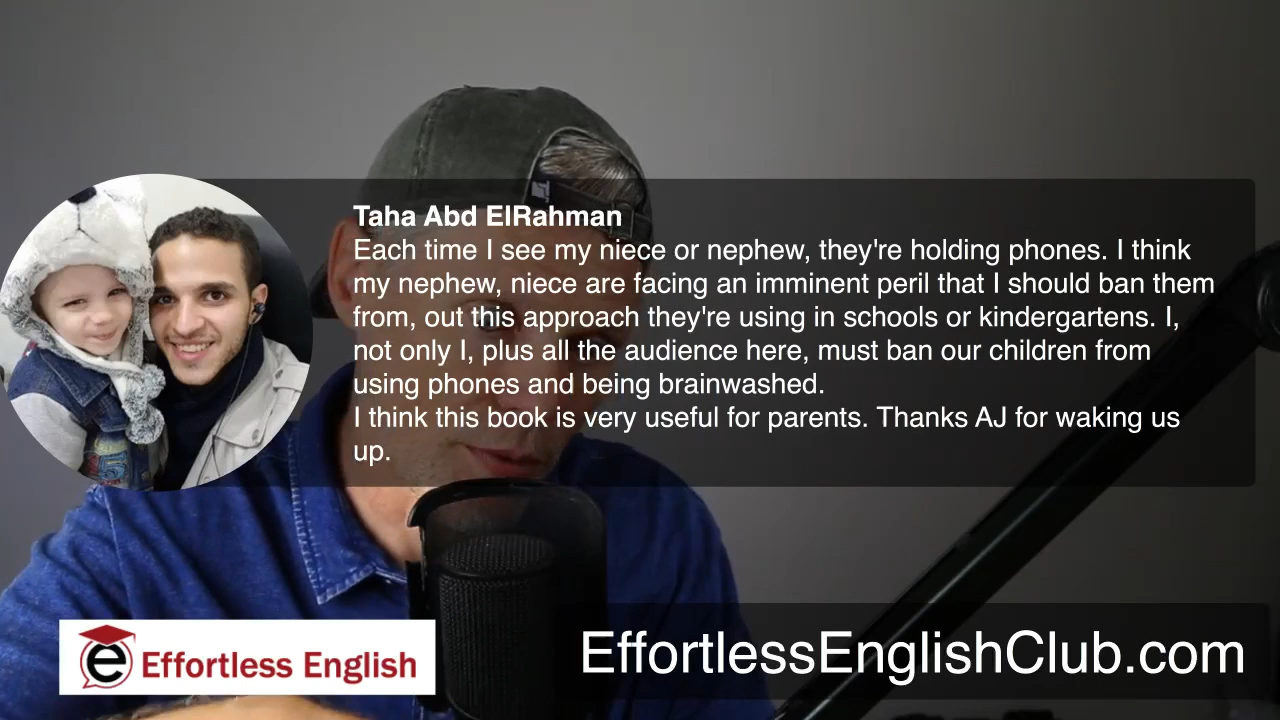 Taha Abd ElRahman
Each time I see my niece or nephew, they're holding phones. I think
my nephew, niece are facing an imminent peril that I should ban them
from, out this approach they're using in schools or kindergartens. I,
not only I, plus all the audience here, must ban our children from
using phones and being brainwashed.
I think this book is very useful for parents. Thanks AJ for waking us
up.
e Effortless English
EffortlessEnglishClub.com